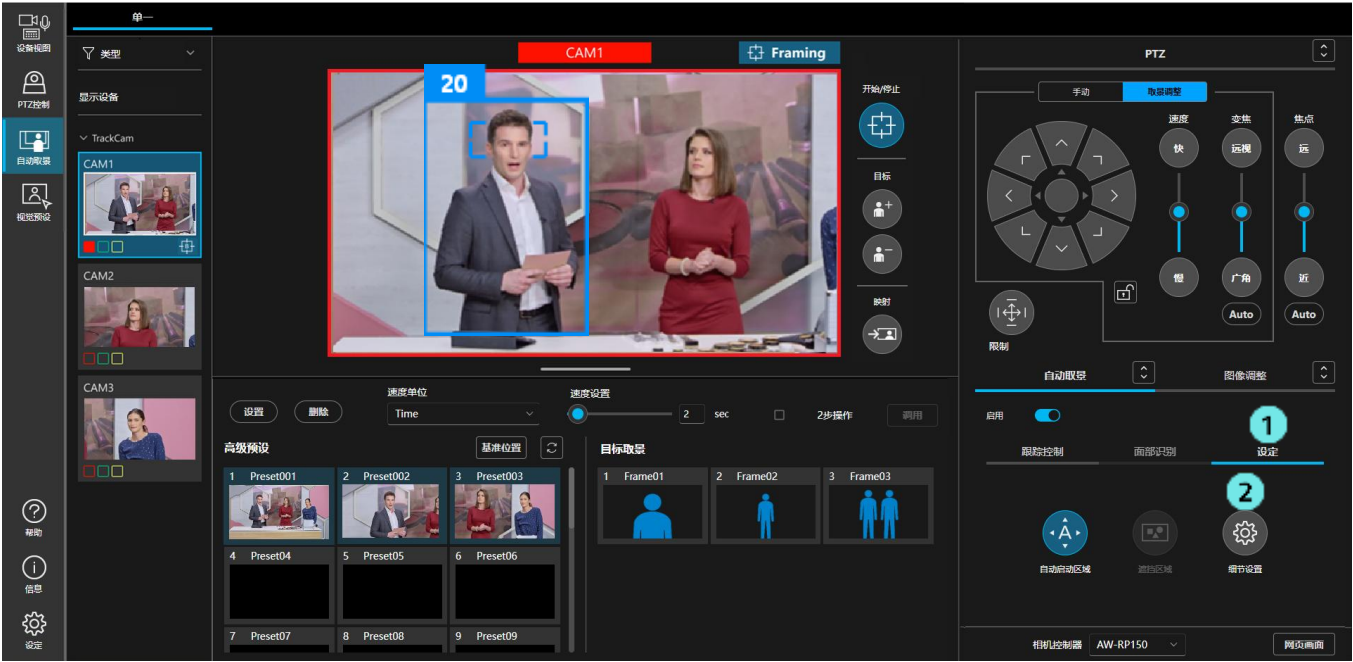 单一
设备视图
PTZ控制
自动取景
视觉预设
帮助
信息
设定
类型
显示设备
TrackCam
CAM1
CAM2
CAM3
CAM1
Framing
20
开始/停止
目标
映射
设置
删除
速度单位
Time
速度设置
2 sec
2步操作
调用
高级预设
基准位置
目标取景
1 Preset001
2 Preset002
3 Preset003
4 Preset04
5 Preset05
6 Preset06
7 Preset07
8 Preset08
9 Preset09
1 Frame01
2 Frame02
3 Frame03
PTZ
手动
取景调整
速度
变焦
焦点
快
远视
远
慢
广角
近
Auto
Auto
限制
自动取景
图像调整
启用
1
跟踪控制
面部识别
设定
2
自动启动区域
遮挡区域
细节设置
相机控制器
AW-RP150
网页画面